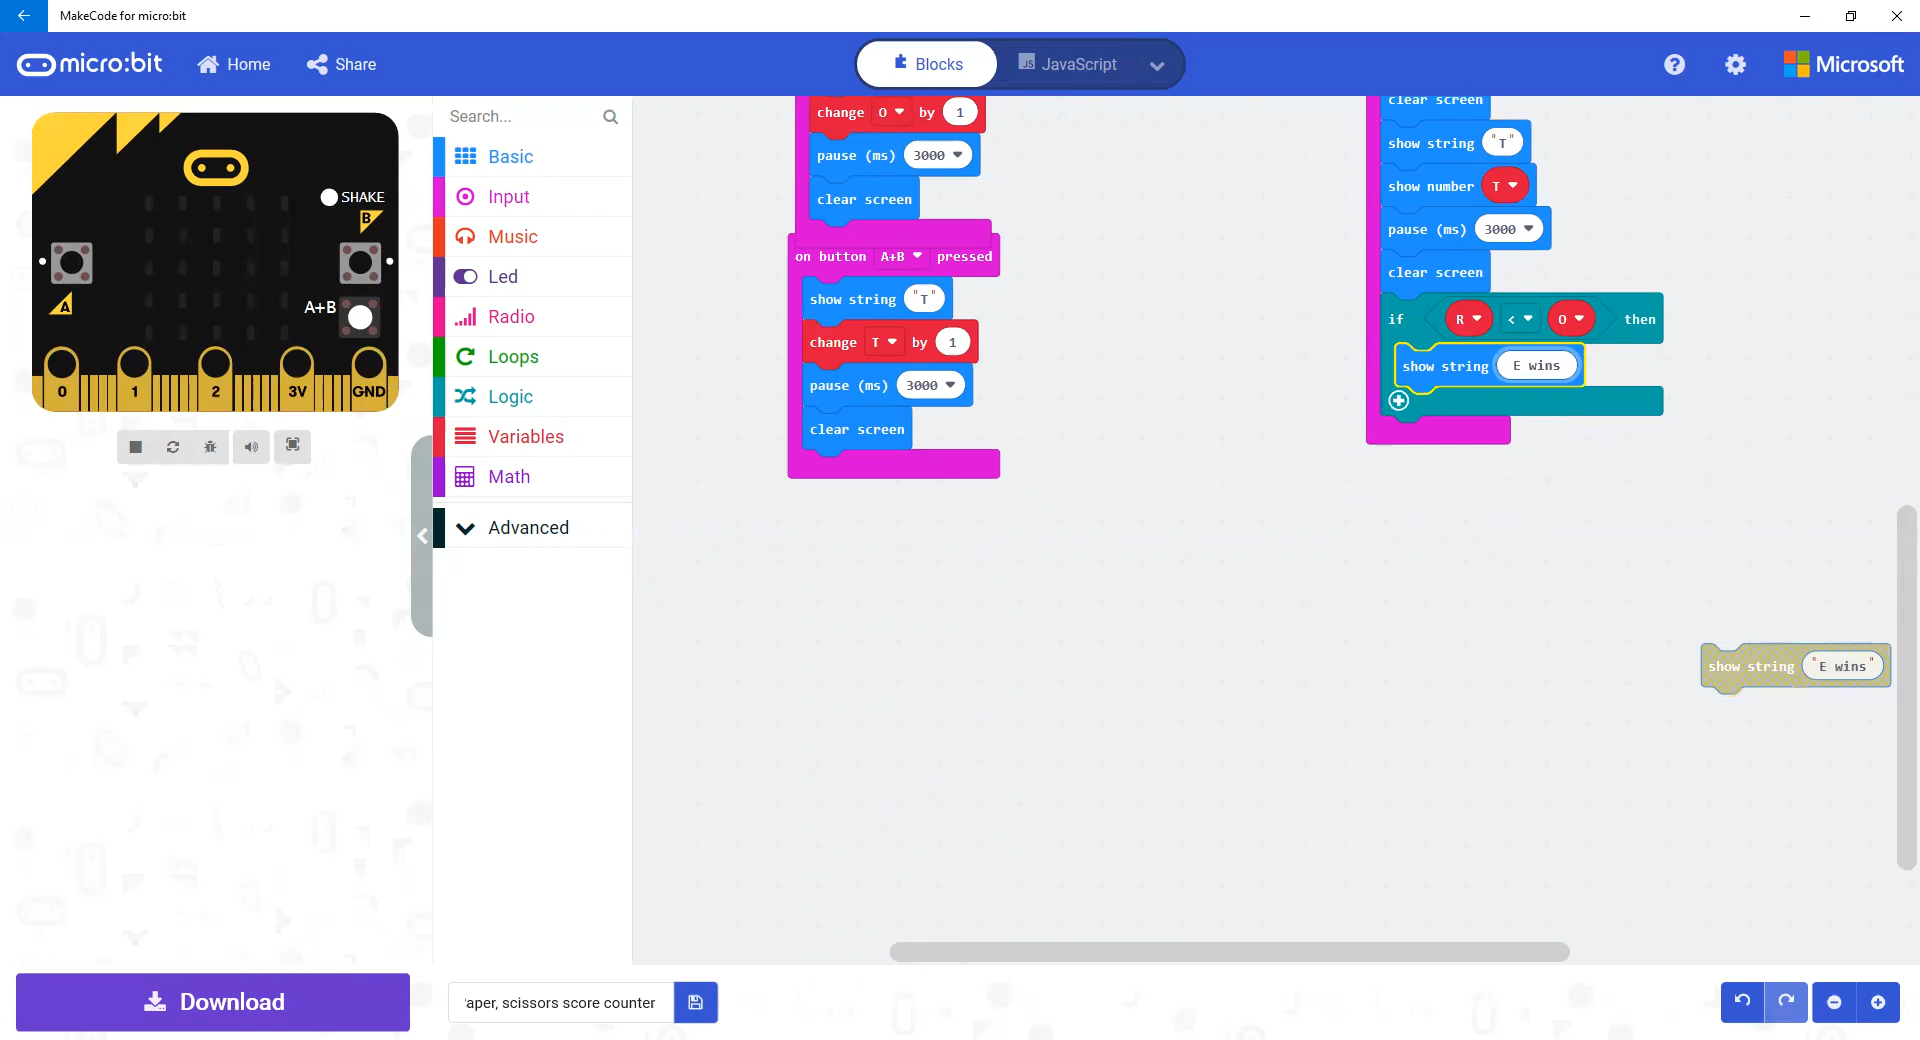 MakeCode for micro:bit
micro:bit
Home
Share
Blocks
JS JavaScript
?
Microsoft
SHAKE
B
A
A+B
0 1 2 3V GND
Search...
Basic
Input
Music
Led
Radio
Loops
Logic
Variables
Math
Advanced
change O by 1
pause (ms) 3000
clear screen
on button A+B pressed
show string "T"
change T by 1
pause (ms) 3000
clear screen
clear screen
show string "T"
show number T
pause (ms) 3000
clear screen
if R < O then
show string E wins
show string "E wins"
Download
'aper, scissors score counter